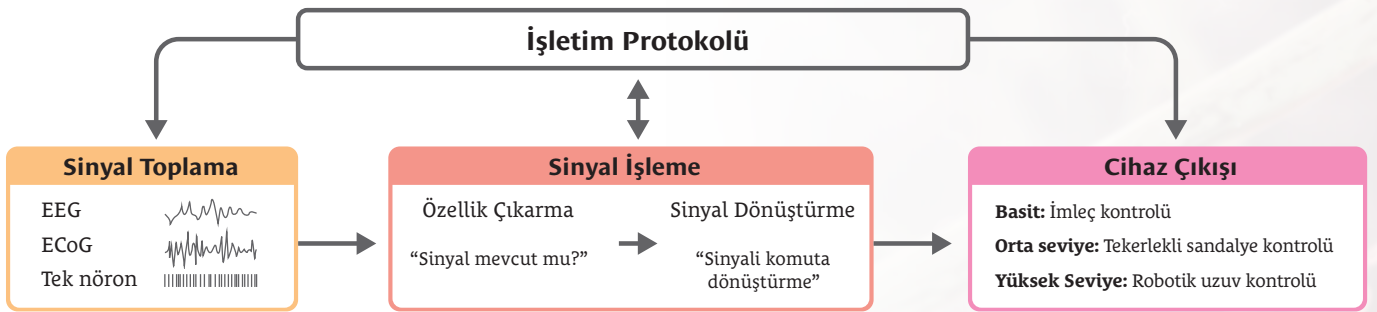 İşletim Protokolü
Sinyal Toplama
EEG
ECoG
Tek nöron
Sinyal İşleme
Özellik Çıkarma
“Sinyal mevcut mu?”
Sinyal Dönüştürme
“Sinyali komuta
dönüştürme”
Cihaz Çıkışı
Basit: İmleç kontrolü
Orta seviye: Tekerlekli sandalye kontrolü
Yüksek Seviye: Robotik uzuv kontrolü